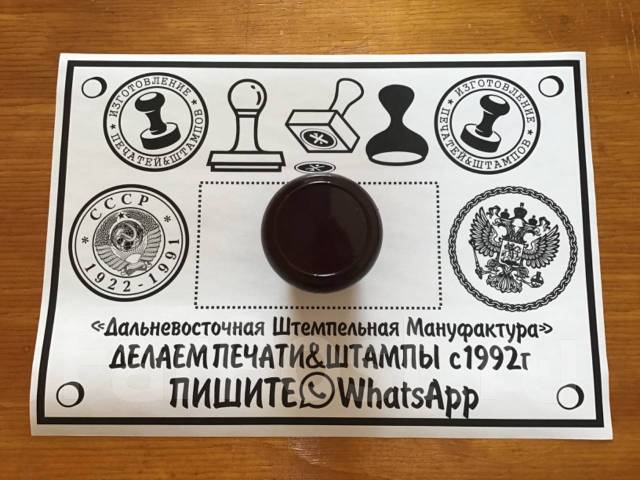 ИЗГОТОВЛЕНИЕ
ПЕЧАТЕЙ&ШТАМПОВ
ИЗГОТОВЛЕНИЕ
ПЕЧАТЕЙ&ШТАМПОВ
* СССР *
1922-1991
«Дальневосточная Штемпельная Мануфактура»
ДЕЛАЕМ ПЕЧАТИ&ШТАМПЫ с1992г
ПИШИТЕ WhatsApp